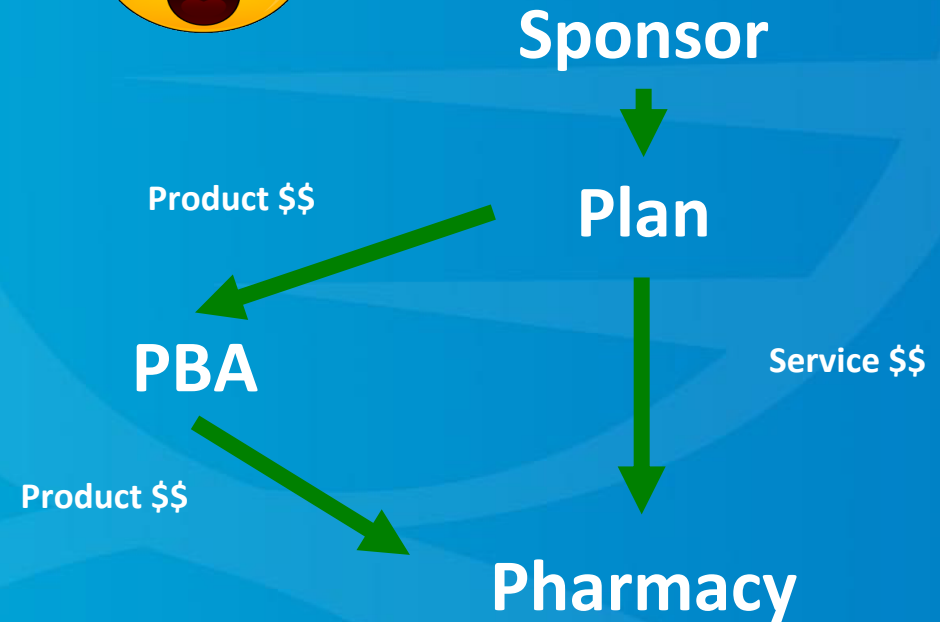 Sponsor
Product $$
Plan
PBA
Service $$
Product $$
Pharmacy